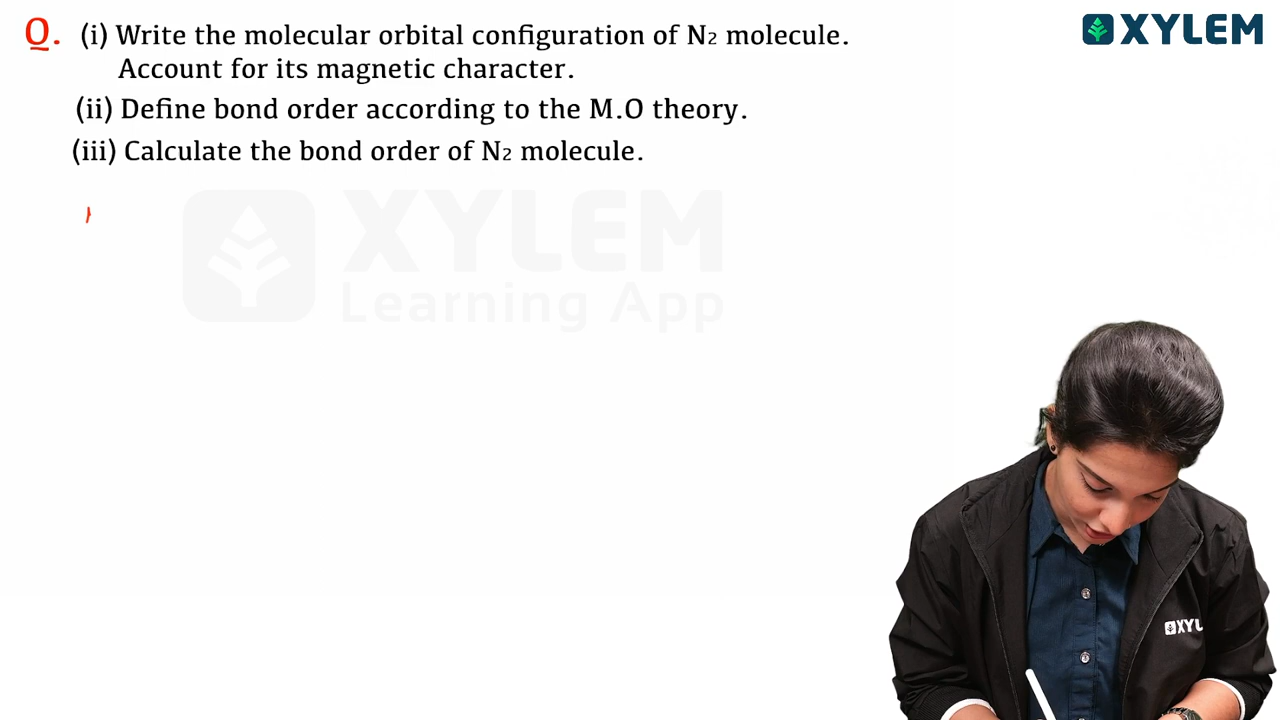 XYLEM
Q. (i) Write the molecular orbital configuration of N₂ molecule.
Account for its magnetic character.
(ii) Define bond order according to the M.O theory.
(iii) Calculate the bond order of N₂ molecule.
XYLEM
Learning App
XYL